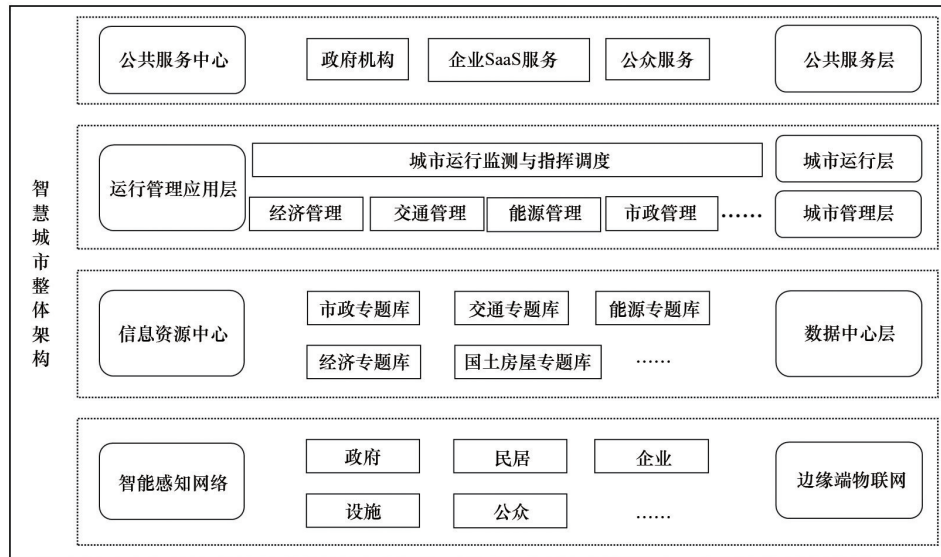 智慧城市整体架构
公共服务中心
政府机构
企业SaaS服务
公众服务
公共服务层
运行管理应用层
城市运行监测与指挥调度
城市运行层
经济管理
交通管理
能源管理
市政管理
……
城市管理层
信息资源中心
市政专题库
交通专题库
能源专题库
经济专题库
国土房屋专题库
……
数据中心层
智能感知网络
政府
民居
企业
设施
公众
……
边缘端物联网